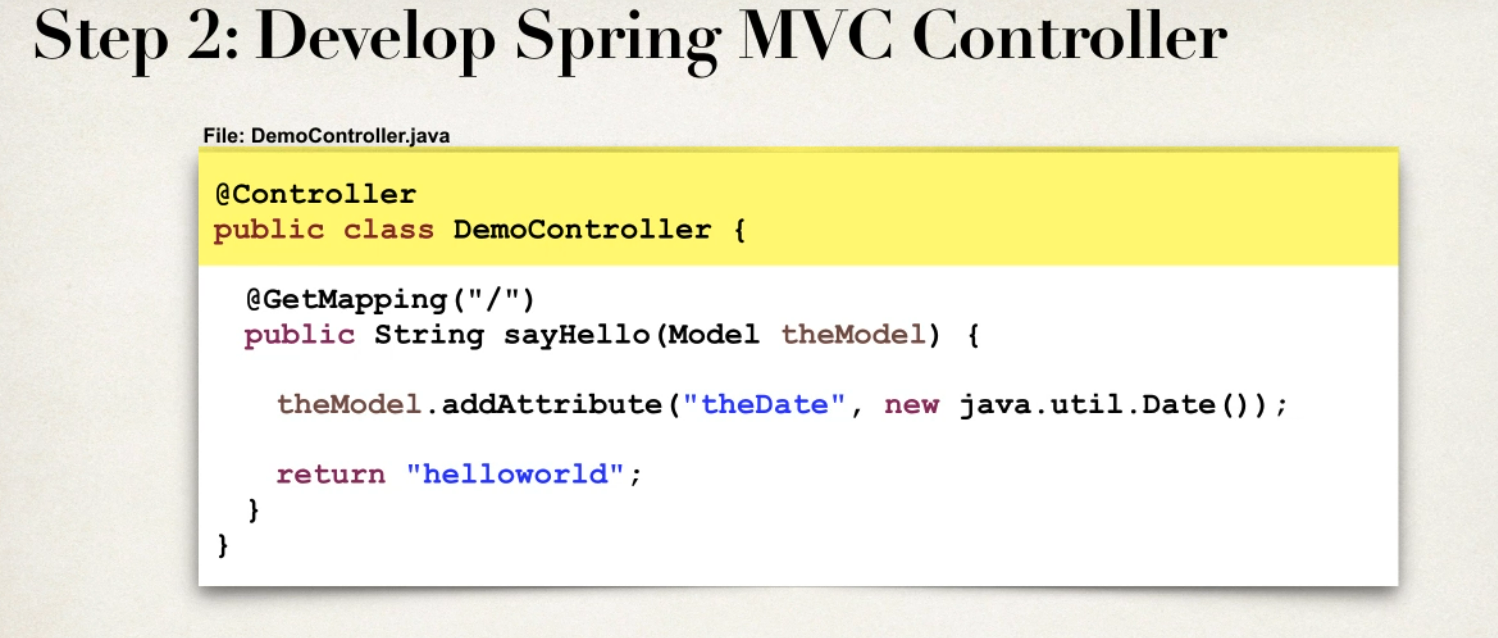 Step 2: Develop Spring MVC Controller
File: DemoController.java
@Controller
public class DemoController {
@GetMapping("/")
public String sayHello(Model theModel) {
theModel.addAttribute("theDate", new java.util.Date());
return "helloworld";
}
}